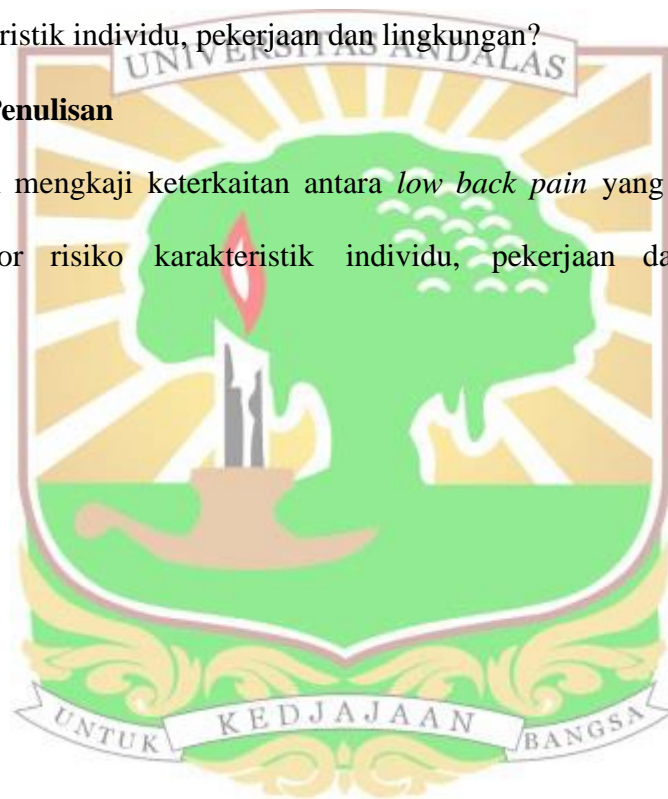 ristik individu, pekerjaan dan lingkungan?
UNIVERSITAS ANDALAS
Penulisan
mengkaji keterkaitan antara low back pain yang
or risiko karakteristik individu, pekerjaan da
UNTUK KEDJAJAAN BANGSA